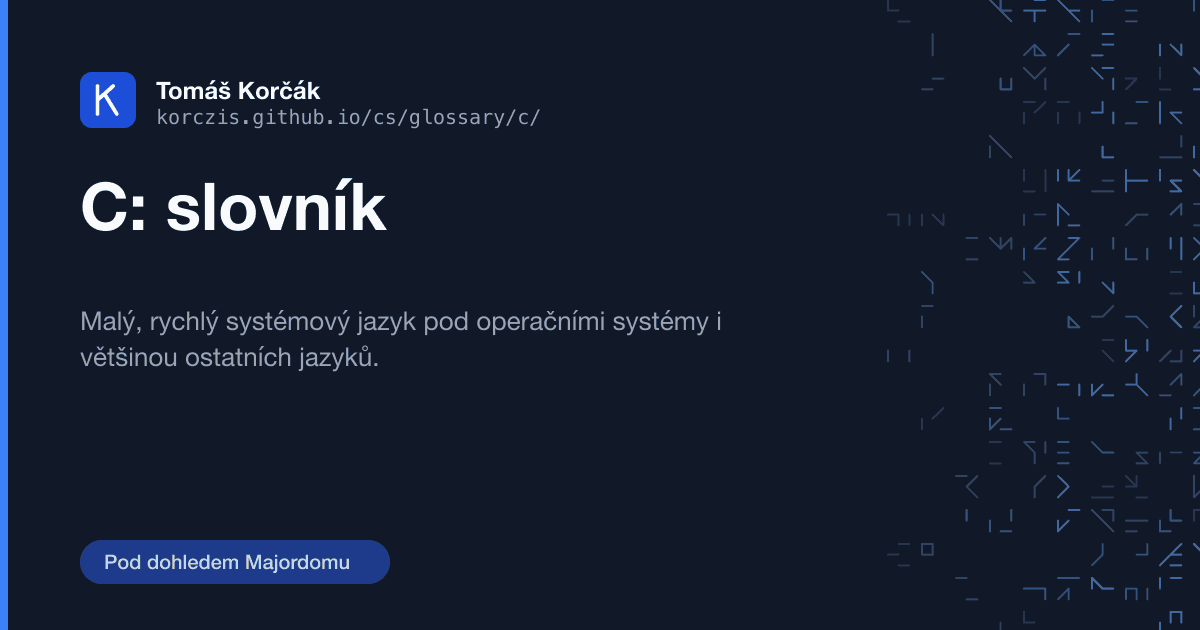 Tomáš Korčák
korczis.github.io/cs/glossary/c/
C: slovník
Malý, rychlý systémový jazyk pod operačními systémy i
většinou ostatních jazyků.
Pod dohledem Majordomu